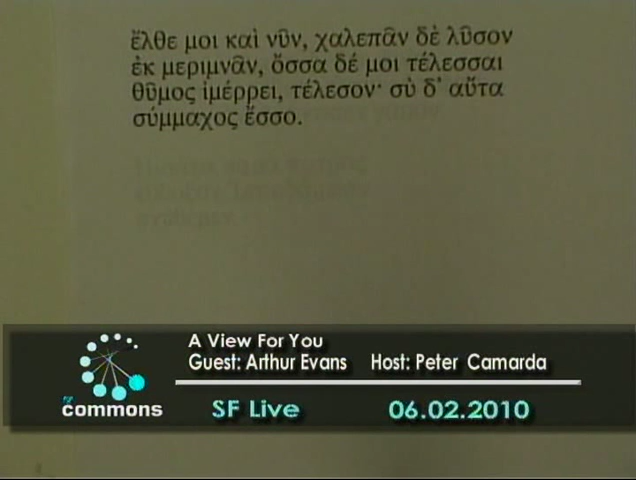 ἔλθε μοι καὶ νῦν, χαλεπᾶν δὲ λῦσον
ἐκ μεριμνᾶν, ὄσσα δέ μοι τέλεσσαι
θῦμος ἰμέρρει, τέλεσον· σὺ δ' αὔτα
σύμμαχος ἔσσο.
A View For You
Guest: Arthur Evans Host: Peter Camarda
commons
SF Live 06.02.2010